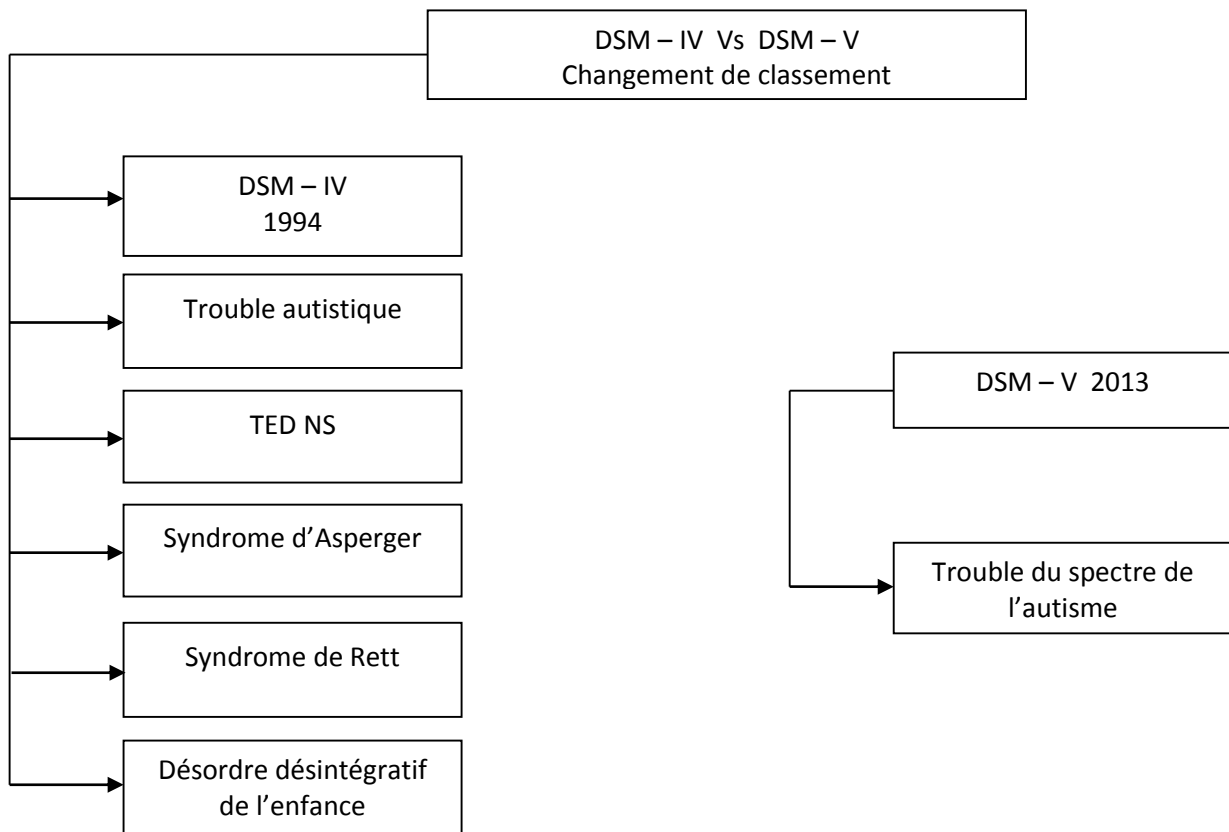 DSM – IV Vs DSM – V
Changement de classement
DSM – IV
1994
Trouble autistique
TED NS
Syndrome d’Asperger
Syndrome de Rett
Désordre désintégratif
de l’enfance
DSM – V 2013
Trouble du spectre de
l’autisme